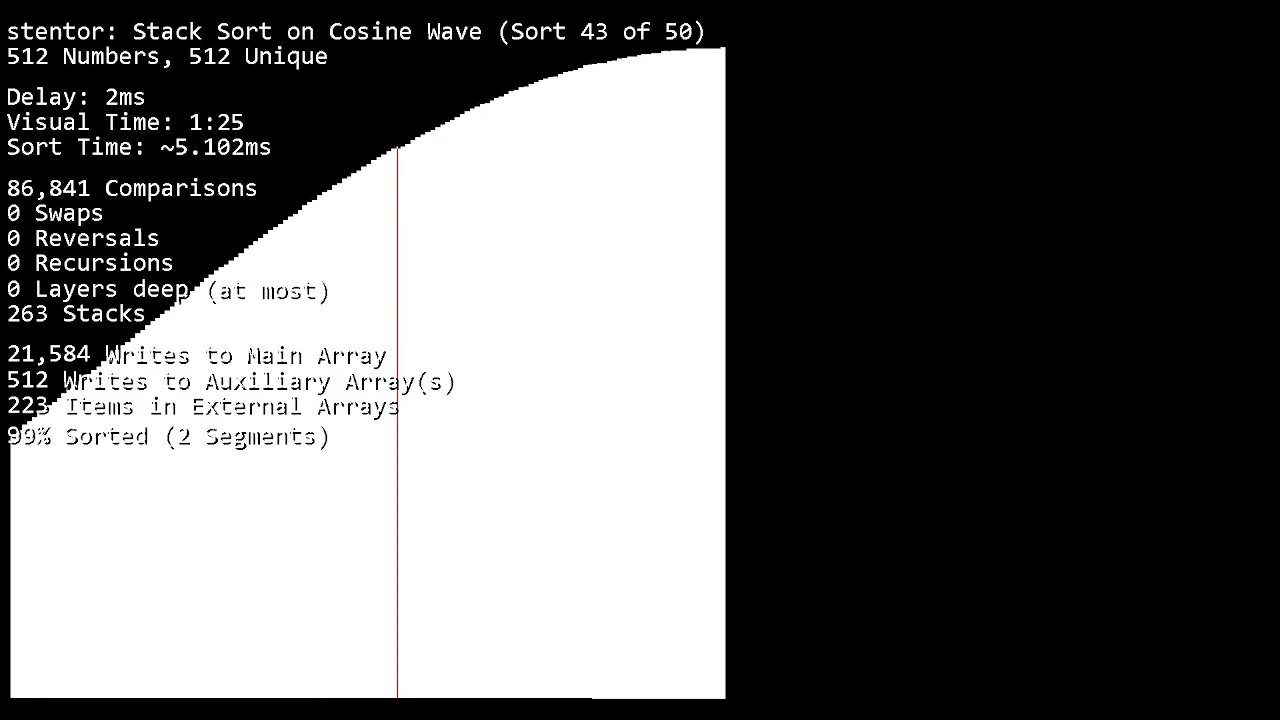 stentor: Stack Sort on Cosine Wave (Sort 43 of 50)
512 Numbers, 512 Unique
Delay: 2ms
Visual Time: 1:25
Sort Time: ~5.102ms
86,841 Comparisons
0 Swaps
0 Reversals
0 Recursions
0 Layers deep (at most)
263 Stacks
21,584 Writes to Main Array
512 Writes to Auxiliary Array(s)
223 Items in External Arrays
99% Sorted (2 Segments)